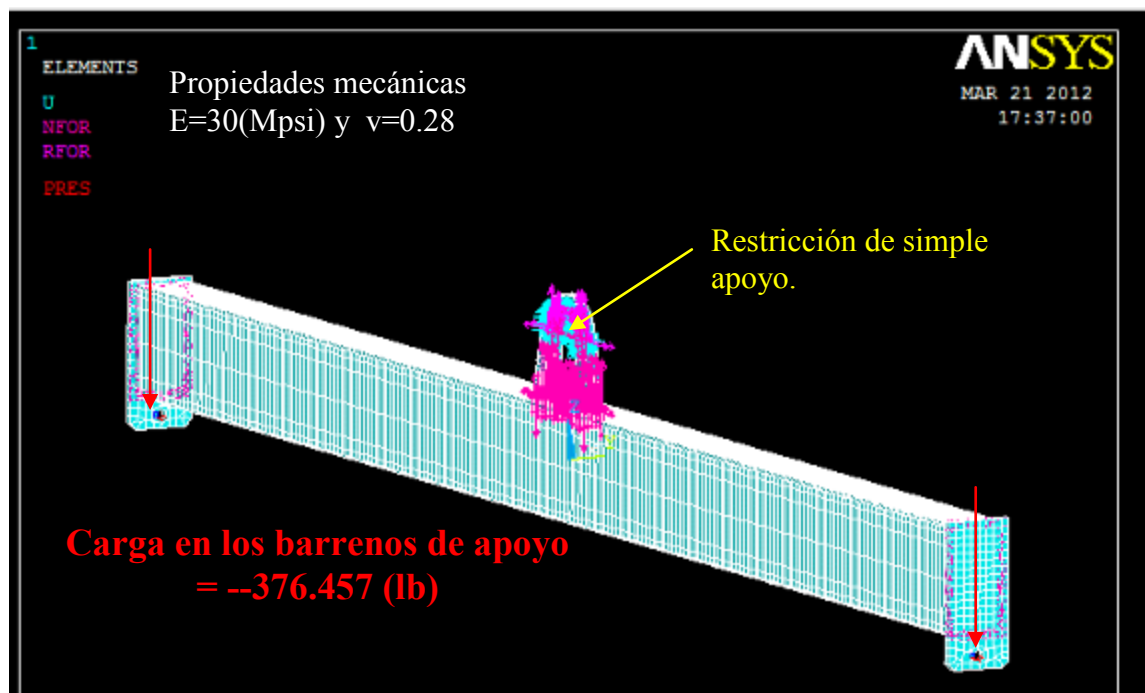 1
ELEMENTS
U
NFOR
RFOR
PRES
Propiedades mecánicas
E=30(Mpsi) y v=0.28
ANSYS
MAR 21 2012
17:37:00
Restricción de simple
apoyo.
Z
Carga en los barrenos de apoyo
= --376.457 (lb)